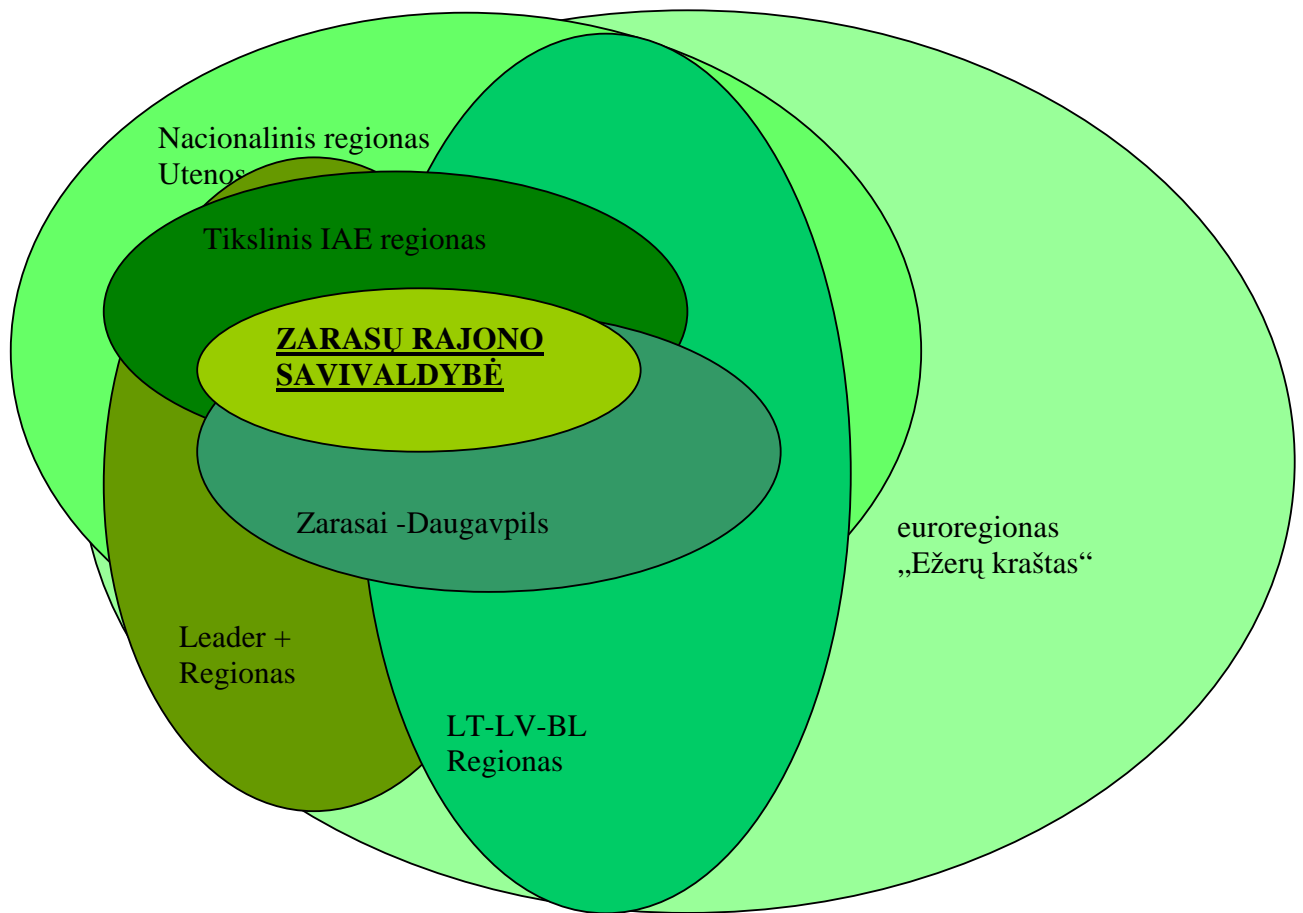 Nacionalinis regionas
Utenos
Tikslinis IAE regionas
ZARASŲ RAJONO
SAVIVALDYBĖ
Zarasai -Daugavpils
euroregionas
„Ežerų kraštas“
Leader +
Regionas
LT-LV-BL
Regionas